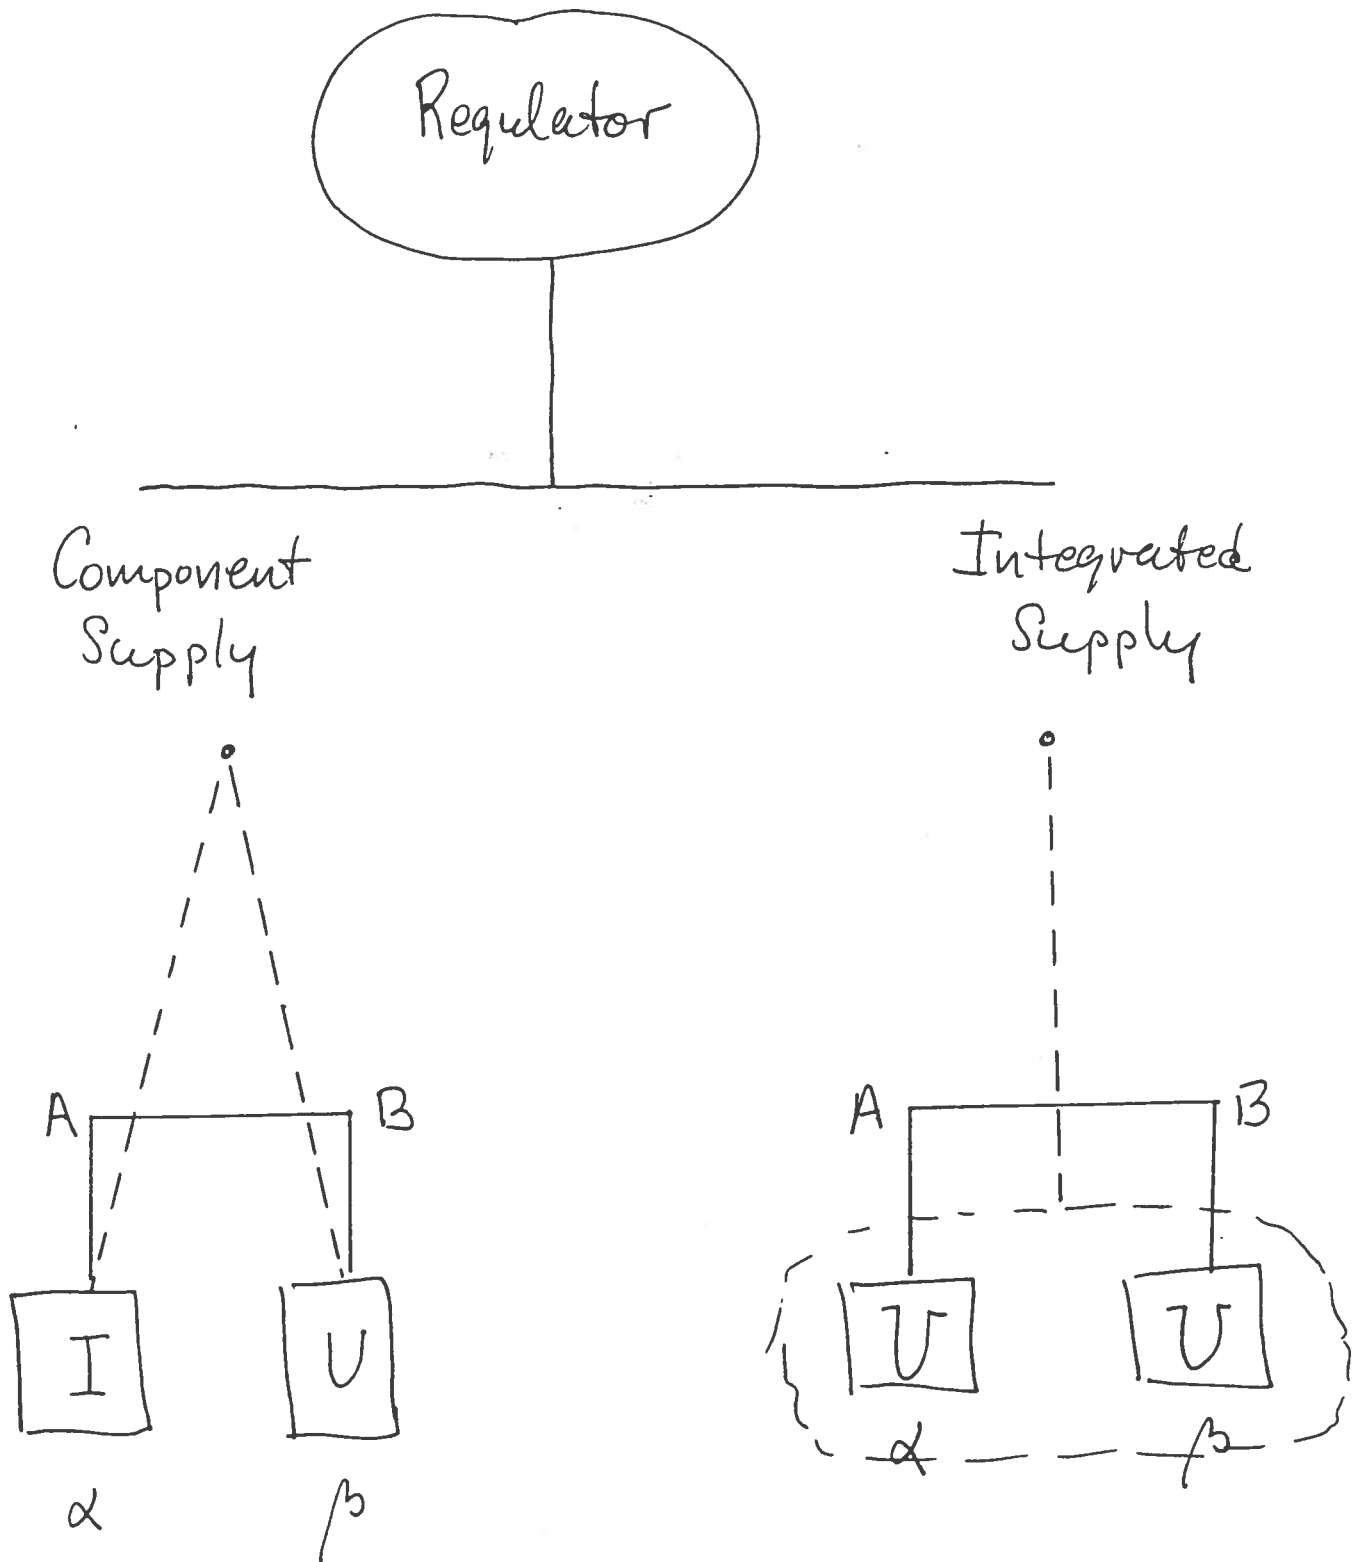 Regulator
Component
Supply
Integrated
Supply
A
B
A
B
I
U
U
U
α
β
α
β